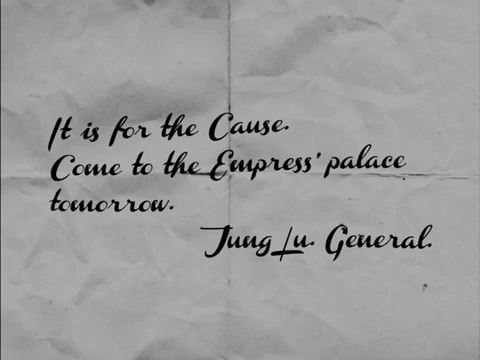 It is for the Cause.
Come to the Empress' palace
tomorrow.
Jung Lu. General.